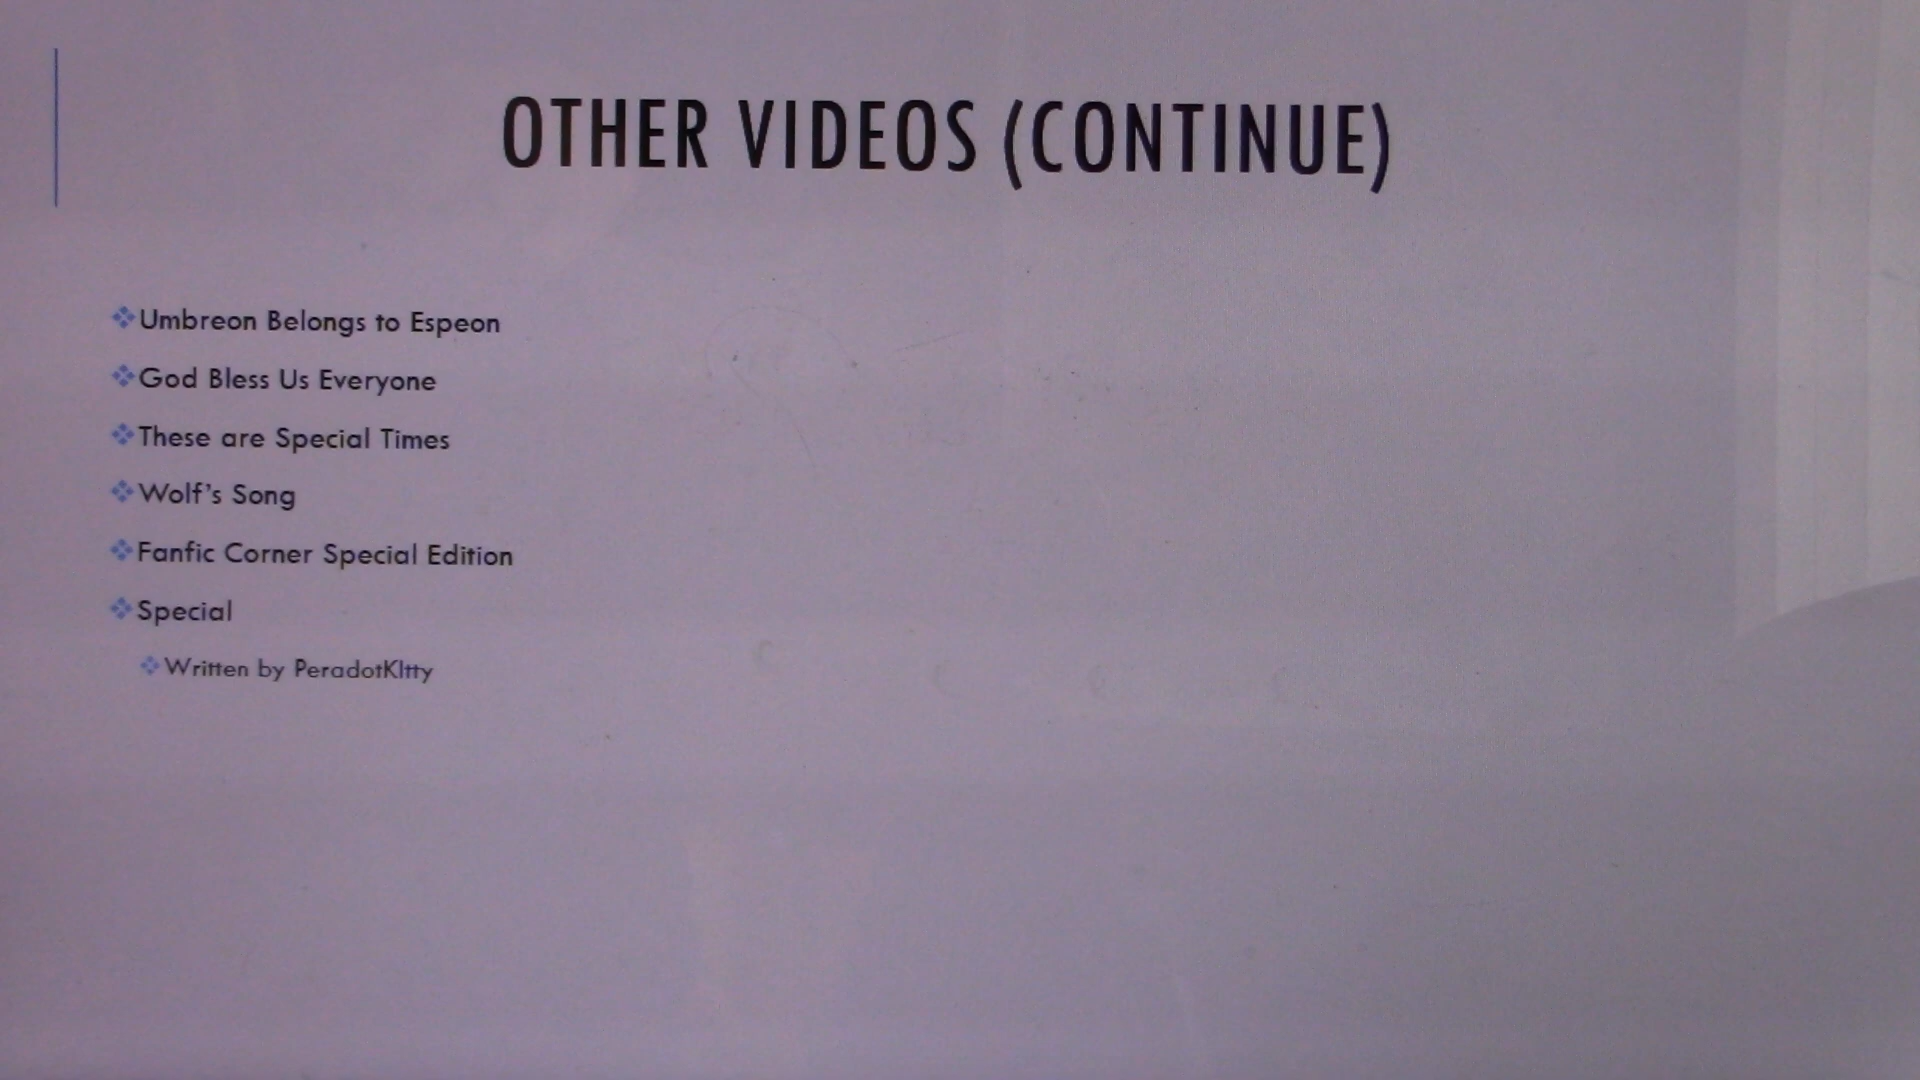 OTHER VIDEOS (CONTINUE)
Umbreon Belongs to Espeon
God Bless Us Everyone
These are Special Times
Wolf's Song
Fanfic Corner Special Edition
Special
Written by PeradotKItty